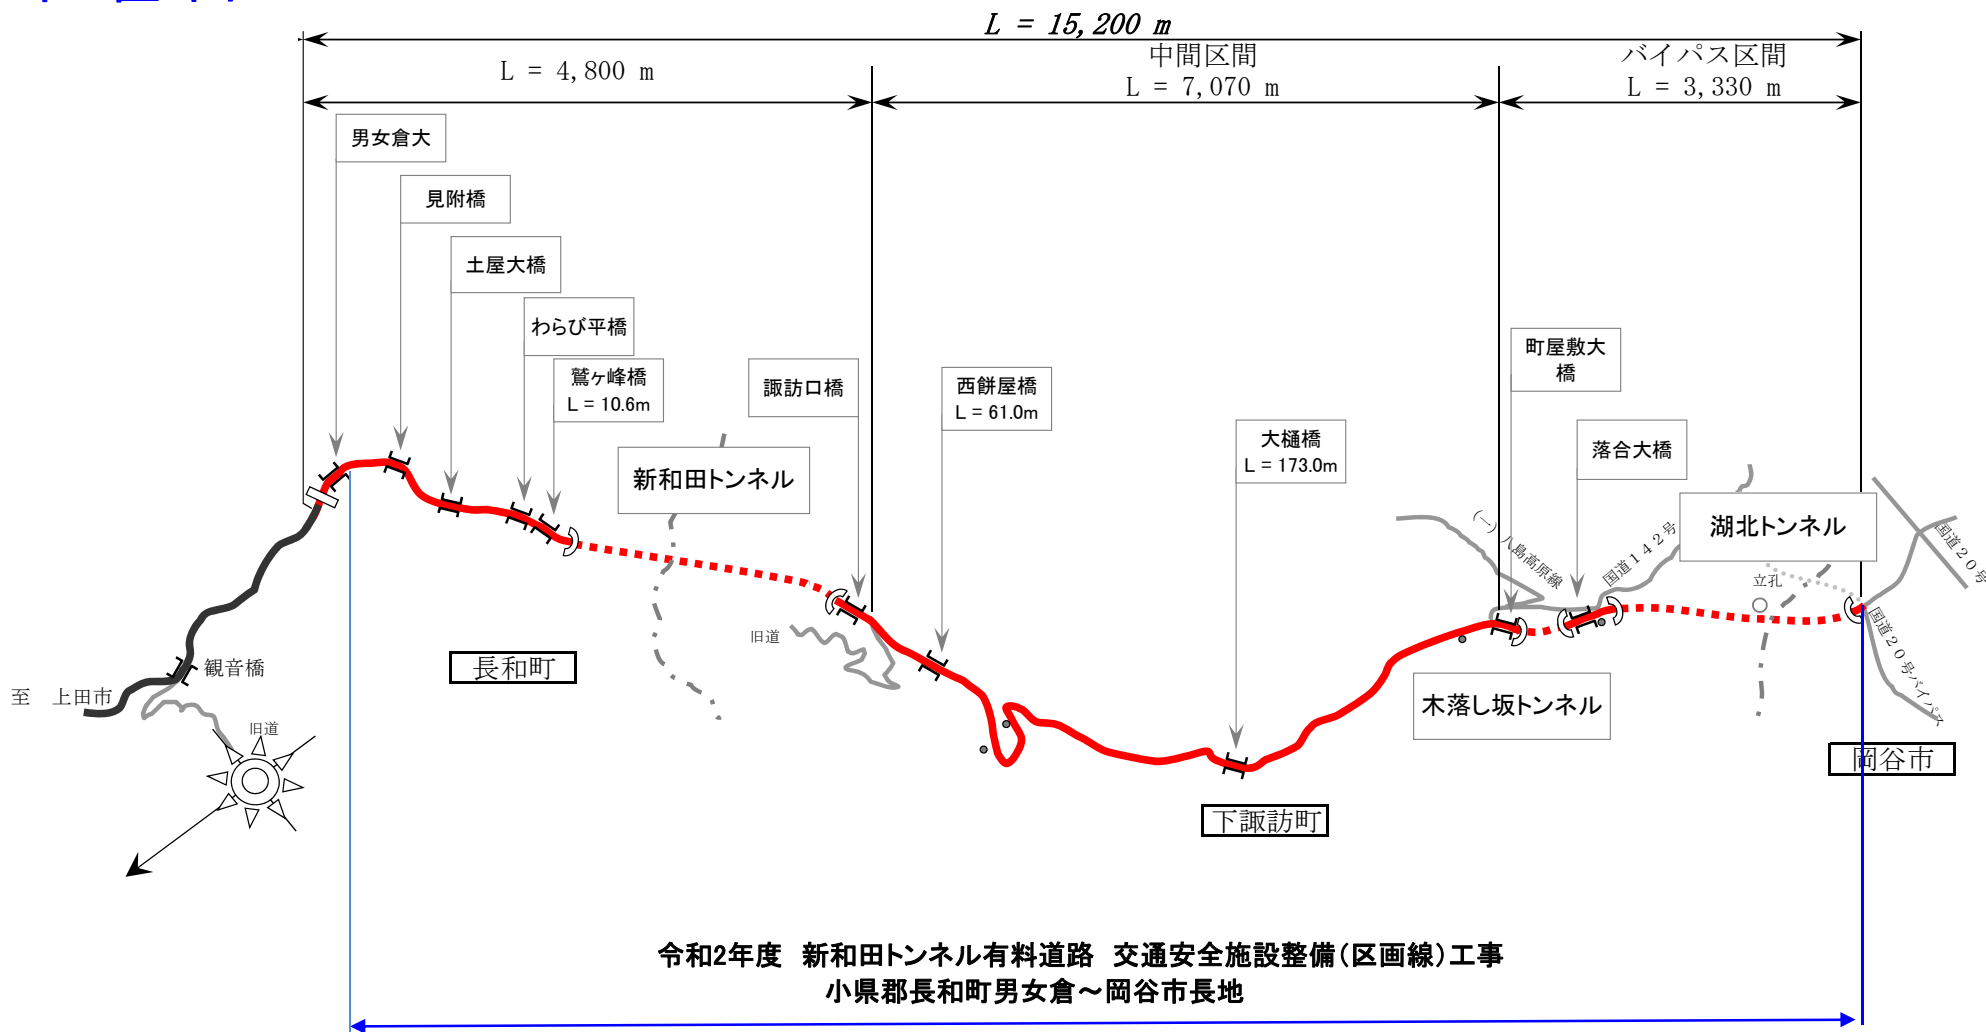 L = 15,200 m
L = 4,800 m
中間区間
L = 7,070 m
バイパス区間
L = 3,330 m
男女倉大
見附橋
土屋大橋
わらび平橋
鷲ヶ峰橋
L = 10.6m
新和田トンネル
諏訪口橋
西餅屋橋
L = 61.0m
大樋橋
L = 173.0m
町屋敷大
橋
落合大橋
湖北トンネル
(一)八島高原線
国道142号
立孔
国道20号
国道20号バイパス
旧道
長和町
観音橋
至 上田市
旧道
木落し坂トンネル
岡谷市
下諏訪町
令和2年度 新和田トンネル有料道路 交通安全施設整備(区画線)工事
小県郡長和町男女倉~岡谷市長地